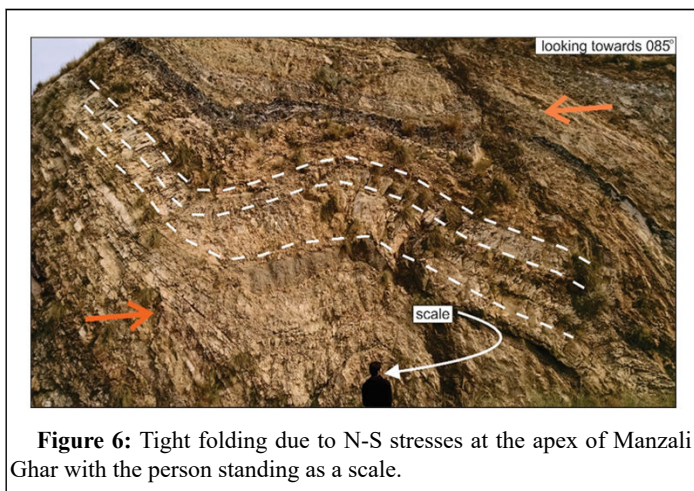 looking towards 085°
scale
Figure 6: Tight folding due to N-S stresses at the apex of Manzali
Ghar with the person standing as a scale.